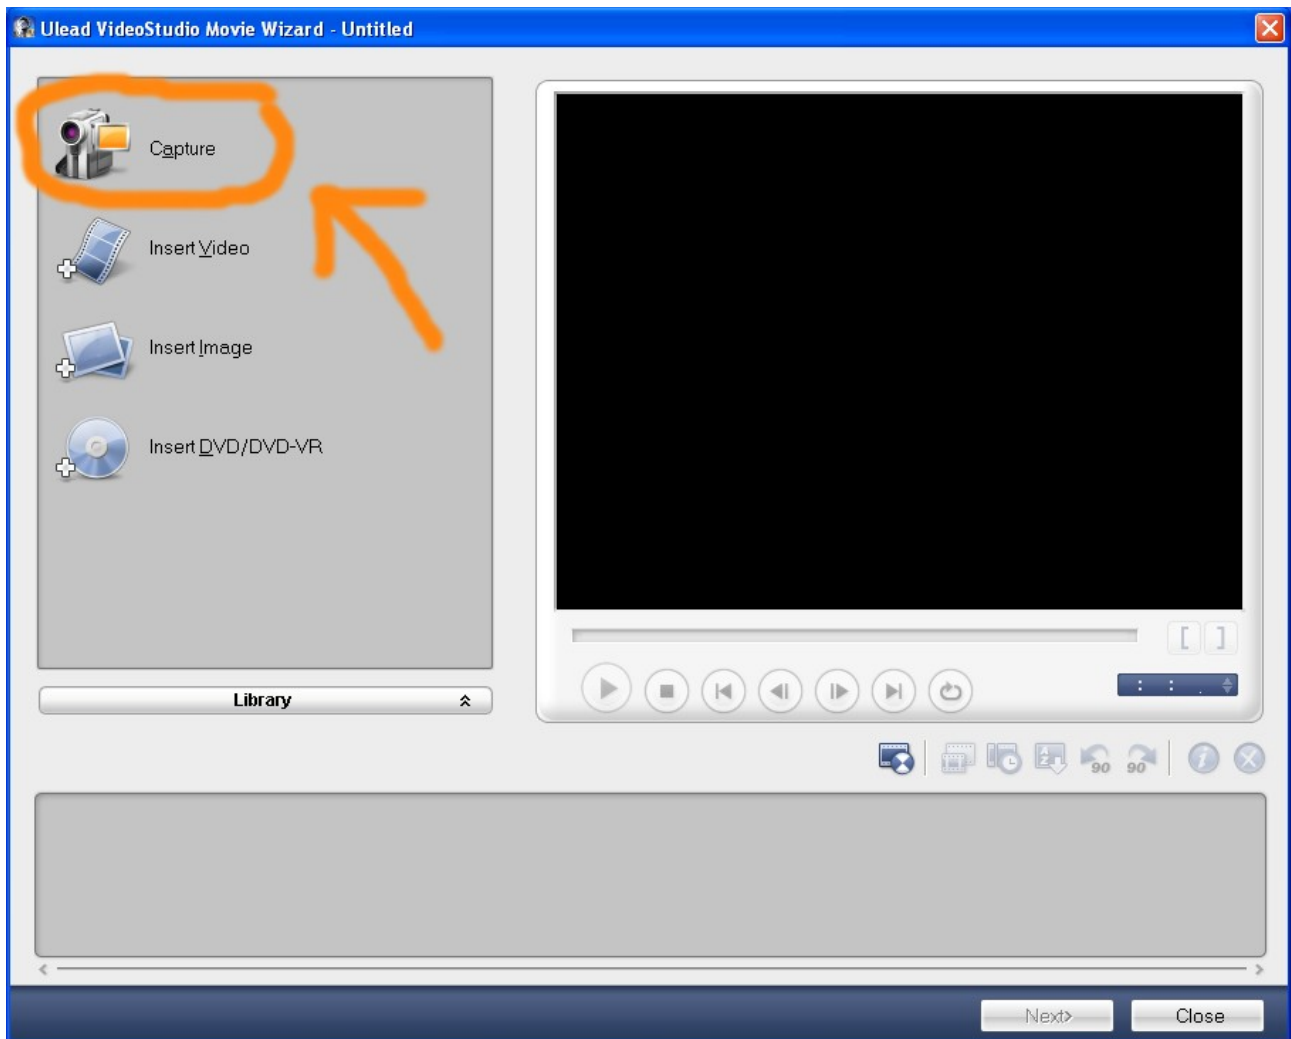 Ulead VideoStudio Movie Wizard - Untitled
Capture
Insert Video
Insert Image
Insert DVD/DVD-VR
Library
[ ]
: : .
90 90
Next>
Close